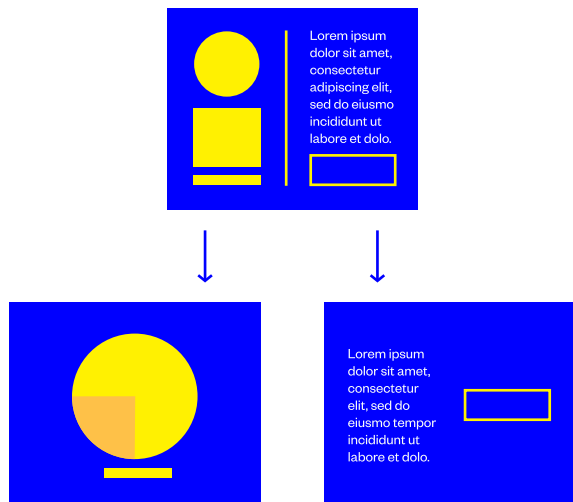 Lorem ipsum
dolor sit amet,
consectetur
adipiscing elit,
sed do eiusmo
incididunt ut
labore et dolo.
Lorem ipsum
dolor sit amet,
consectetur
elit, sed do
eiusmo tempor
incididunt ut
labore et dolo.